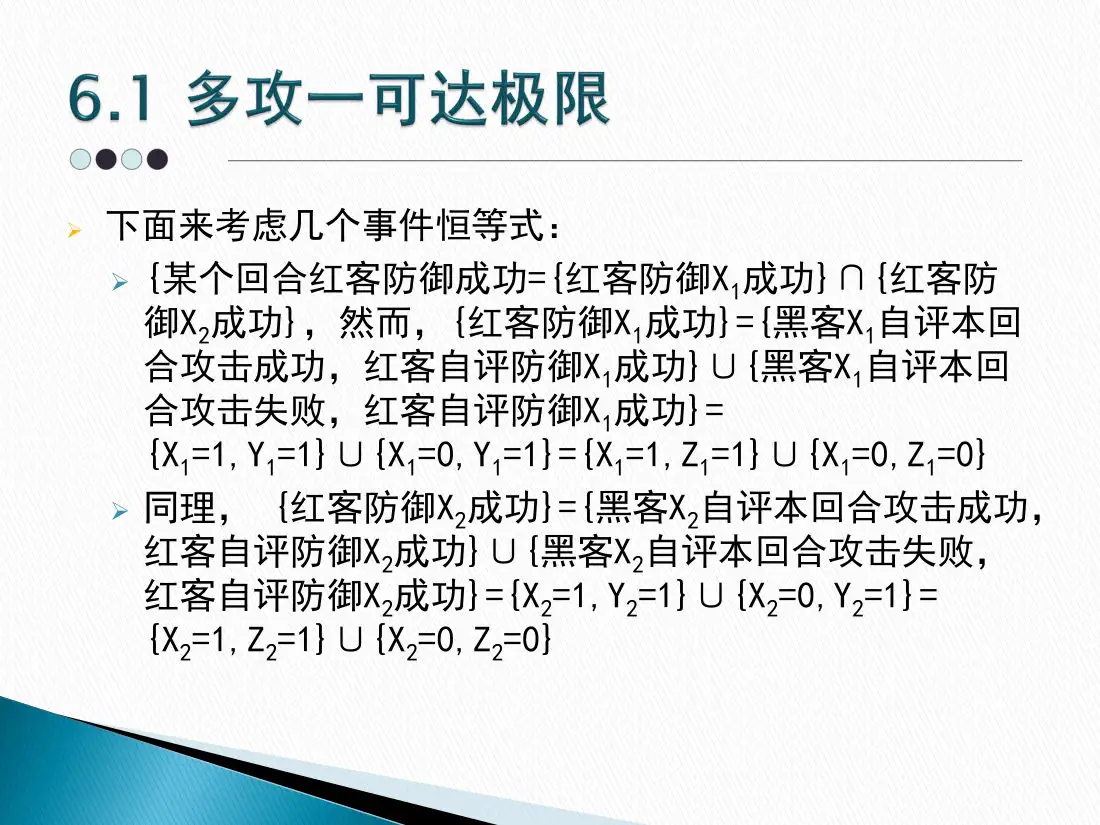 6.1 多攻一可达极限
下面来考虑几个事件恒等式：
{某个回合红客防御成功={红客防御X₁成功}∩{红客防
御X₂成功}，然而，{红客防御X₁成功}={黑客X₁自评本回
合攻击成功，红客自评防御X₁成功}∪{黑客X₁自评本回
合攻击失败，红客自评防御X₁成功}=
{X₁=1,Y₁=1}∪{X₁=0,Y₁=1}={X₁=1,Z₁=1}∪{X₁=0,Z₁=0}
同理， {红客防御X₂成功}={黑客X₂自评本回合攻击成功，
红客自评防御X₂成功}∪{黑客X₂自评本回合攻击失败，
红客自评防御X₂成功}={X₂=1,Y₂=1}∪{X₂=0,Y₂=1}=
{X₂=1,Z₂=1}∪{X₂=0,Z₂=0}